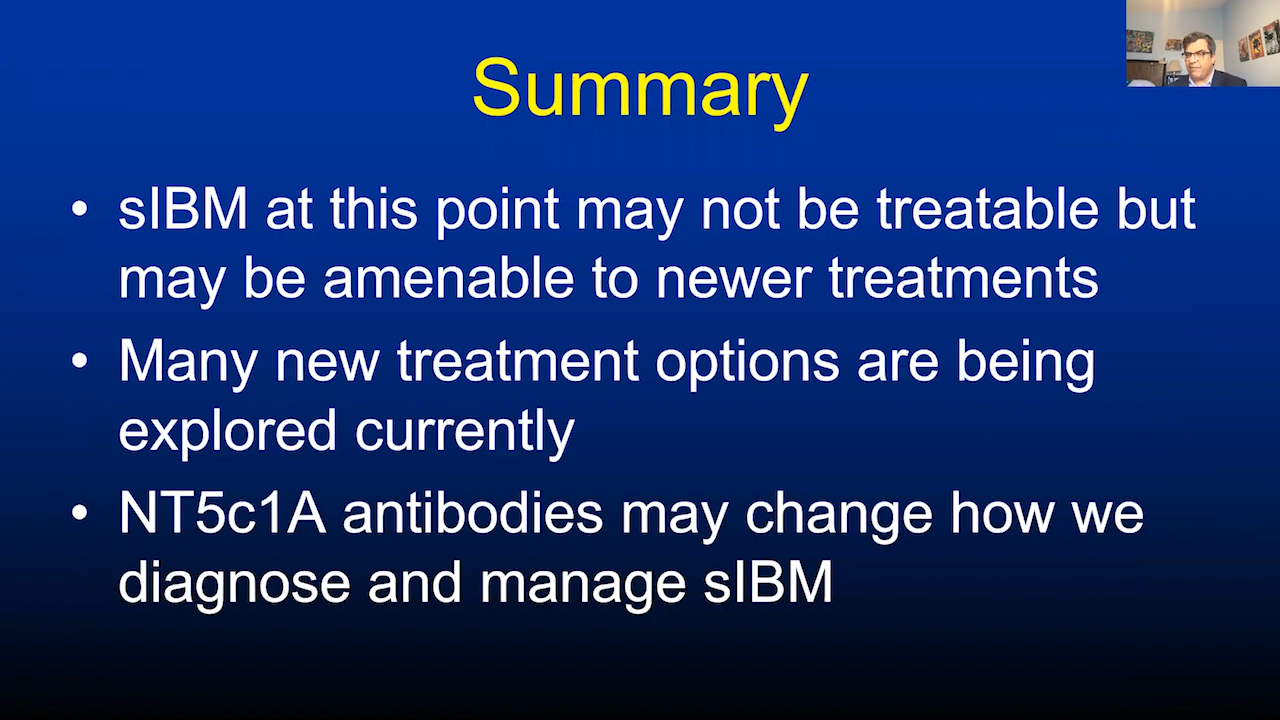 Summary
• sIBM at this point may not be treatable but
may be amenable to newer treatments
• Many new treatment options are being
explored currently
• NT5c1A antibodies may change how we
diagnose and manage sIBM